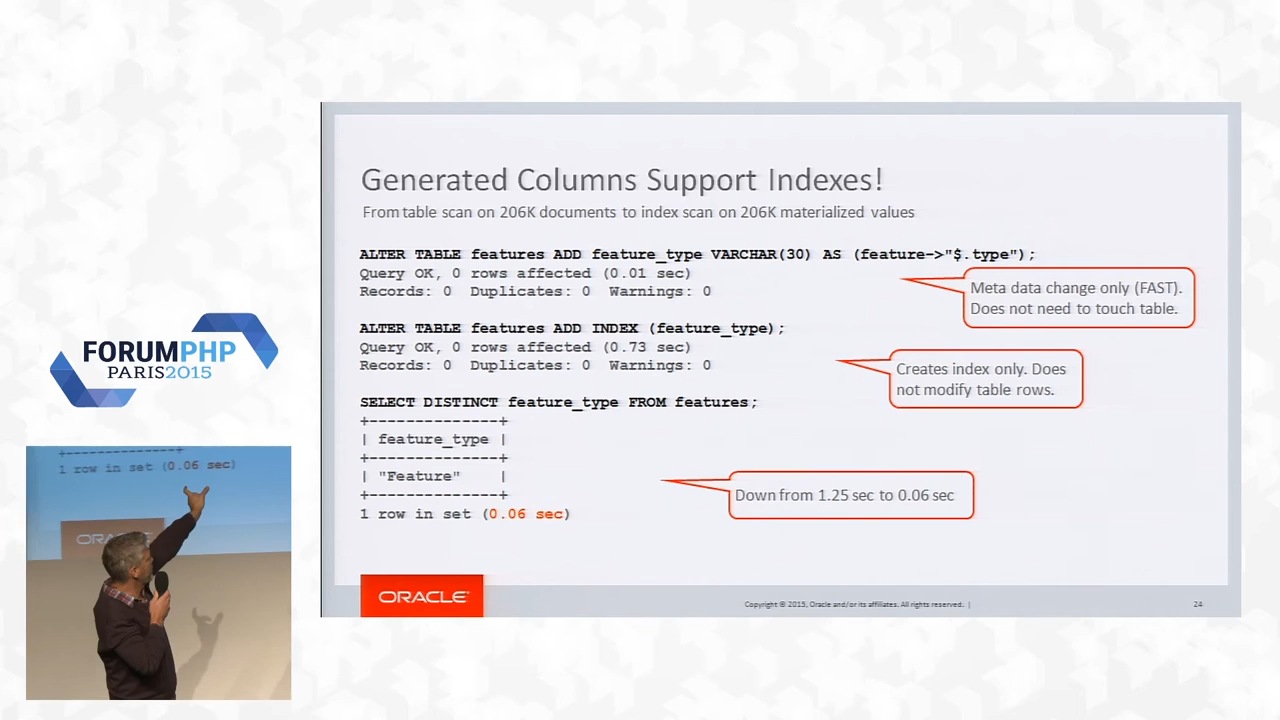 Generated Columns Support Indexes!
From table scan on 206K documents to index scan on 206K materialized values
ALTER TABLE features ADD feature_type VARCHAR(30) AS (feature->"$.type");
Query OK, 0 rows affected (0.01 sec)
Records: 0  Duplicates: 0  Warnings: 0
Meta data change only (FAST).
Does not need to touch table.
ALTER TABLE features ADD INDEX (feature_type);
Query OK, 0 rows affected (0.73 sec)
Records: 0  Duplicates: 0  Warnings: 0
Creates index only. Does
not modify table rows.
SELECT DISTINCT feature_type FROM features;
+--------------+
| feature_type |
+--------------+
| "Feature"    |
+--------------+
1 row in set (0.06 sec)
Down from 1.25 sec to 0.06 sec
ORACLE
Copyright © 2015, Oracle and/or its affiliates. All rights reserved. |
24
FORUMPHP
PARIS2015
+--------------+
1 row in set (0.06 sec)
ORA